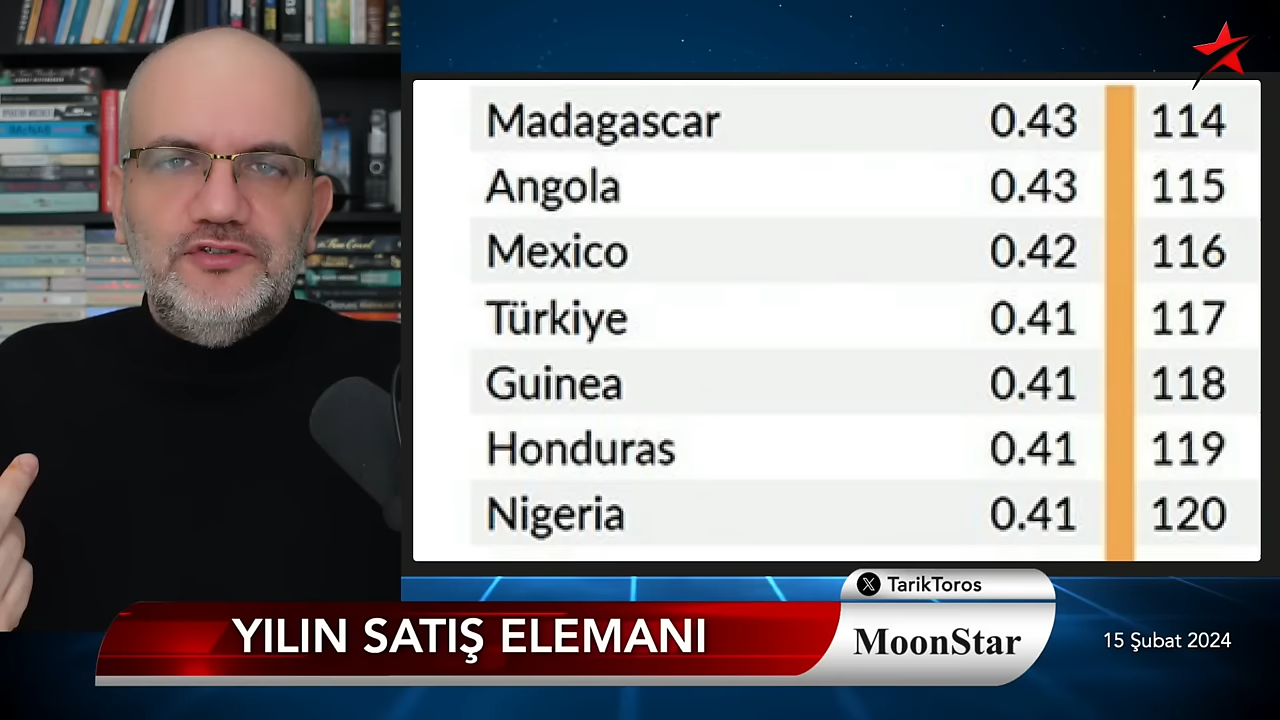 Madagascar 0.43 114
Angola 0.43 115
Mexico 0.42 116
Türkiye 0.41 117
Guinea 0.41 118
Honduras 0.41 119
Nigeria 0.41 120
X TarikToros
YILIN SATIŞ ELEMANI
MoonStar
15 Şubat 2024